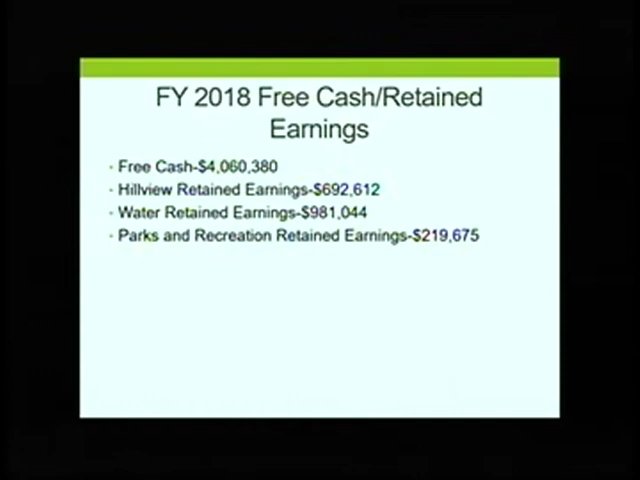 FY 2018 Free Cash/Retained
Earnings
· Free Cash-$4,060,380
· Hillview Retained Earnings-$692,612
· Water Retained Earnings-$981,044
· Parks and Recreation Retained Earnings-$219,675